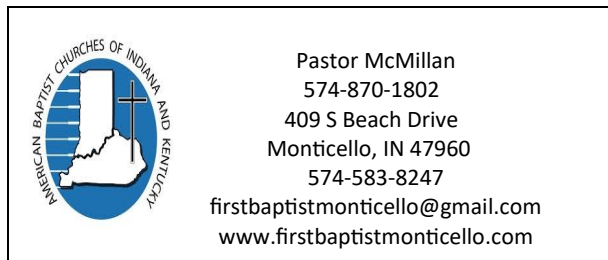 AMERICAN BAPTIST CHURCHES OF INDIANA AND KENTUCKY
Pastor McMillan
574-870-1802
409 S Beach Drive
Monticello, IN 47960
574-583-8247
firstbaptistmonticello@gmail.com
www.firstbaptistmonticello.com